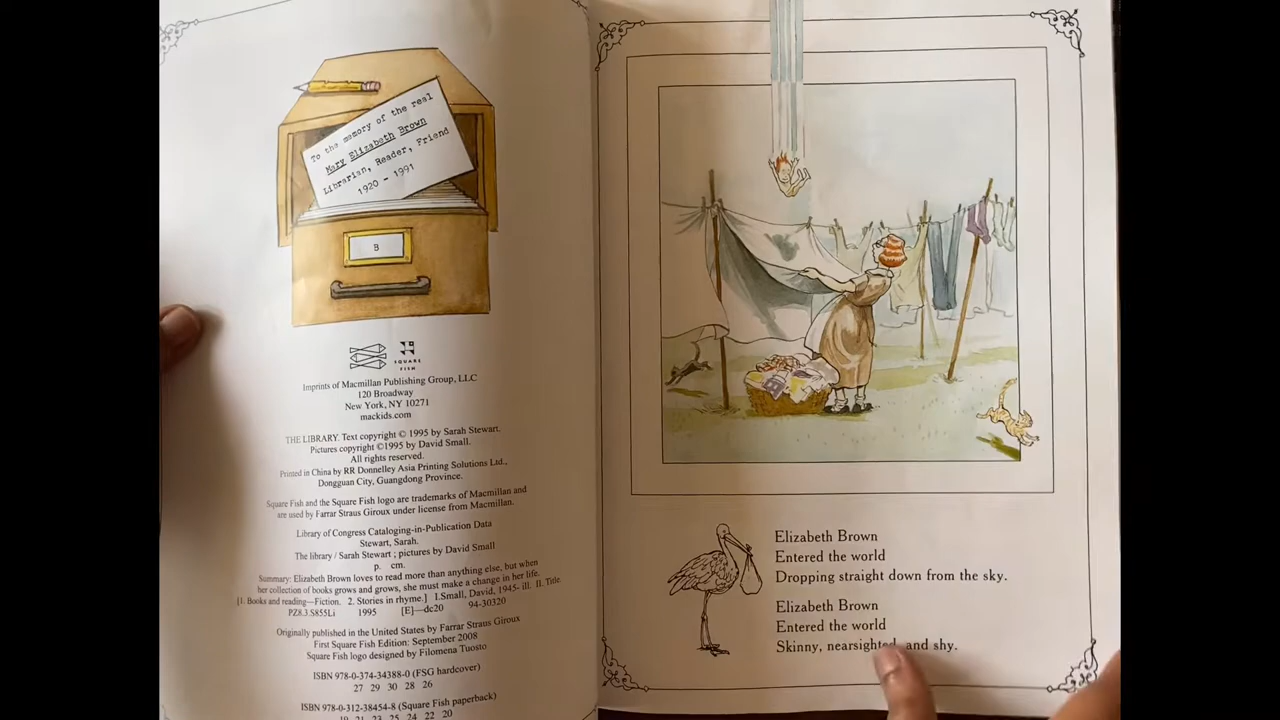 To the memory of the real
Mary Elizabeth Brown
Librarian, Reader, Friend
1920 - 1991
B
SQUARE
FISH
Imprints of Macmillan Publishing Group, LLC
120 Broadway
New York, NY 10271
mackids.com
THE LIBRARY. Text copyright © 1995 by Sarah Stewart.
Pictures copyright ©1995 by David Small.
All rights reserved.
Printed in China by RR Donnelley Asia Printing Solutions Ltd.,
Dongguan City, Guangdong Province.
Square Fish and the Square Fish logo are trademarks of Macmillan and
are used by Farrar Straus Giroux under license from Macmillan.
Library of Congress Cataloging-in-Publication Data
Stewart, Sarah.
The library / Sarah Stewart ; pictures by David Small
p. cm.
Summary: Elizabeth Brown loves to read more than anything else, but when
her collection of books grows and grows, she must make a change in her life.
[1. Books and reading—Fiction. 2. Stories in rhyme.] I.Small, David, 1945- ill. II. Title.
PZ8.3.S855Li 1995 [E]—dc20 94-30320
Originally published in the United States by Farrar Straus Giroux
First Square Fish Edition: September 2008
Square Fish logo designed by Filomena Tuosto
ISBN 978-0-374-34388-0 (FSG hardcover)
27 29 30 28 26
ISBN 978-0-312-38454-8 (Square Fish paperback)
19 21 23 25 24 22 20
Elizabeth Brown
Entered the world
Dropping straight down from the sky.
Elizabeth Brown
Entered the world
Skinny, nearsighted, and shy.